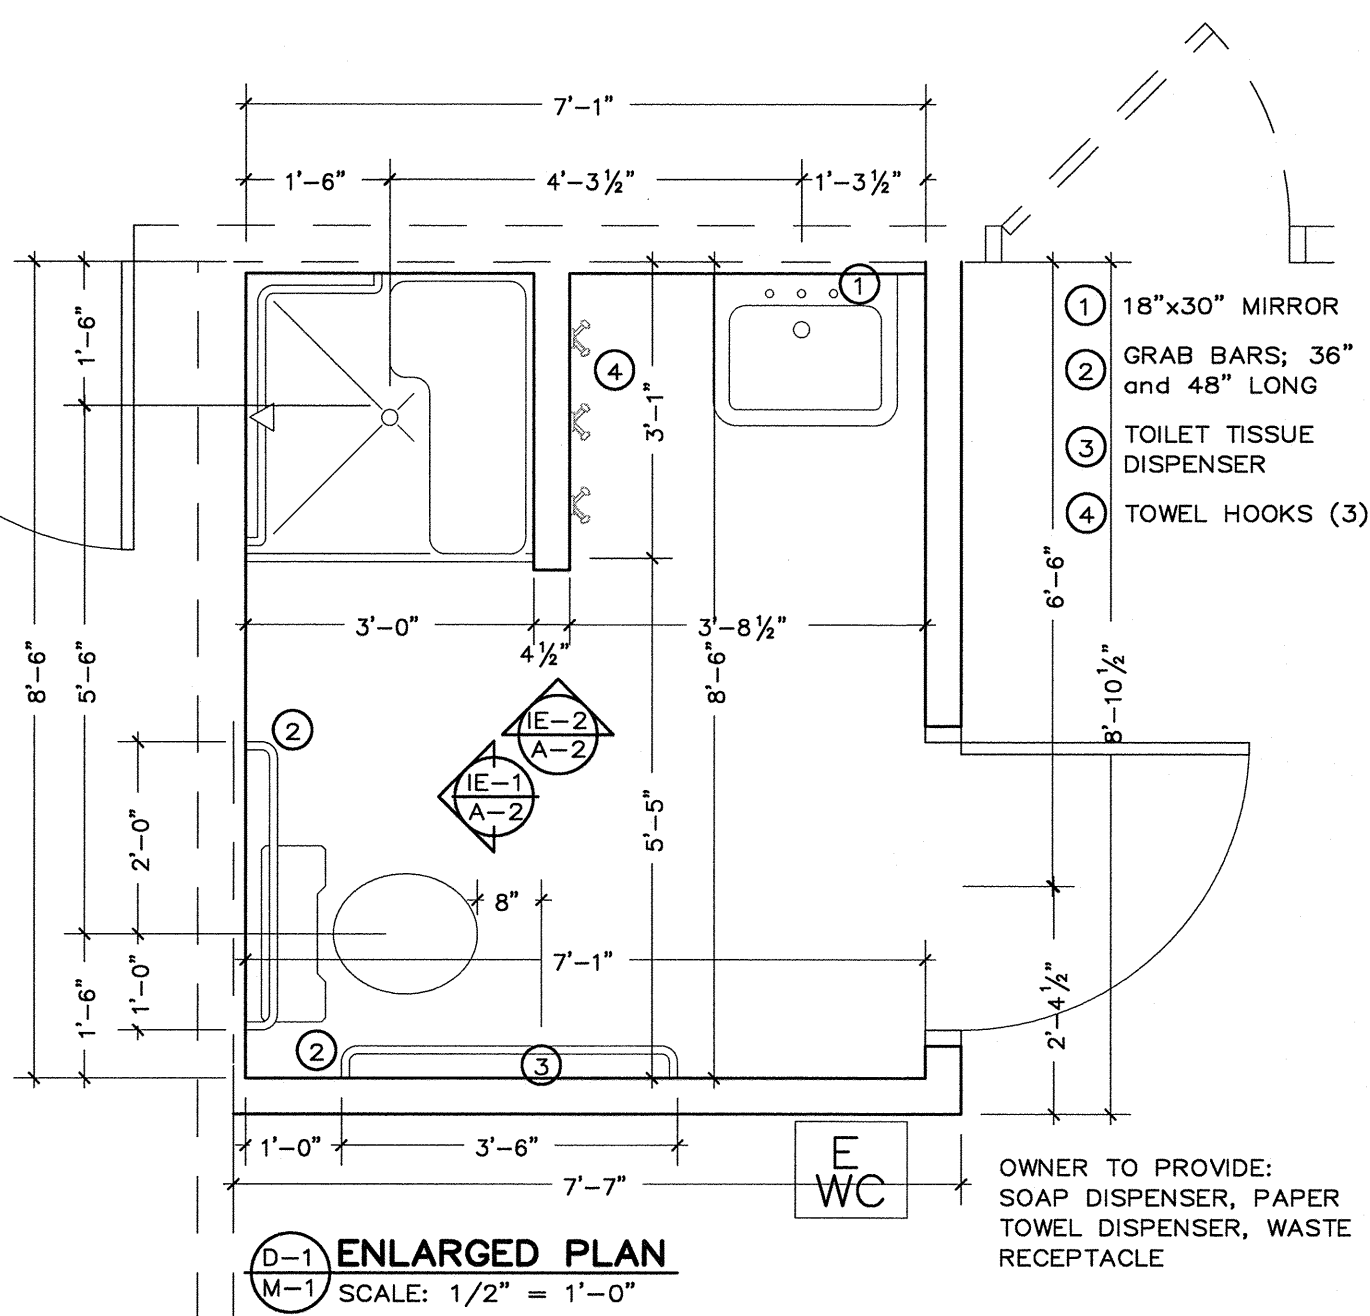 7'-1"
1'-6"
4'-3½"
1'-3½"
1
1'-6"
4
3'-1"
1 18"x30" MIRROR
2 GRAB BARS; 36"
and 48" LONG
3 TOILET TISSUE
DISPENSER
4 TOWEL HOOKS (3)
6'-6"
3'-0"
4½"
3'-8½"
8'-6"
5'-6"
8'-6"
8'-10½"
2
IE-2
A-2
IE-1
A-2
2'-0"
5'-5"
8"
7'-1"
1'-0"
1'-6"
2'-4½"
2
3
1'-0"
3'-6"
7'-7"
E
WC
OWNER TO PROVIDE:
SOAP DISPENSER, PAPER
TOWEL DISPENSER, WASTE
RECEPTACLE
D-1
M-1
ENLARGED PLAN
SCALE: 1/2" = 1'-0"